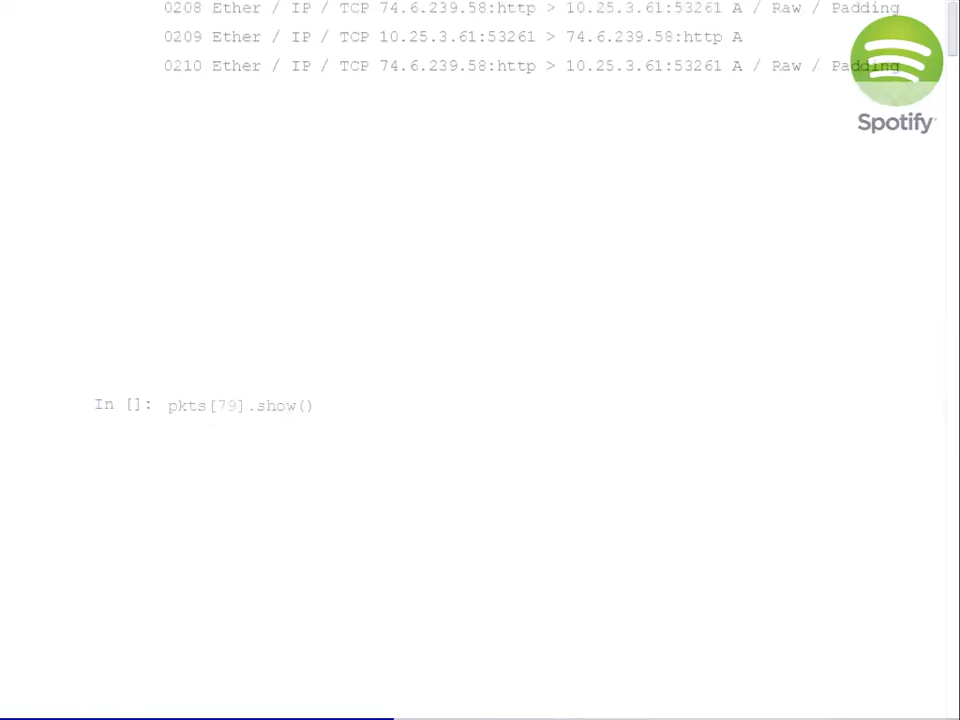 0208 Ether / IP / TCP 74.6.239.58:http > 10.25.3.61:53261 A / Raw / Padding
0209 Ether / IP / TCP 10.25.3.61:53261 > 74.6.239.58:http A
0210 Ether / IP / TCP 74.6.239.58:http > 10.25.3.61:53261 A / Raw / Padding
Spotify
In []: pkts[79].show()